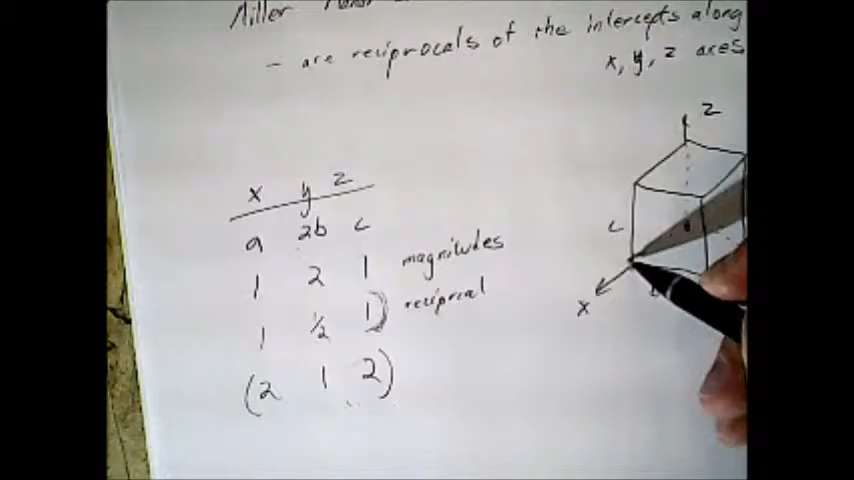 Miller
- are reciprocals of the intercepts along
x, y, z axes
z
x y z
a 2b c
c
1 2 1 magnitudes
1 1/2 1) reciprical
x
(2 1 2)